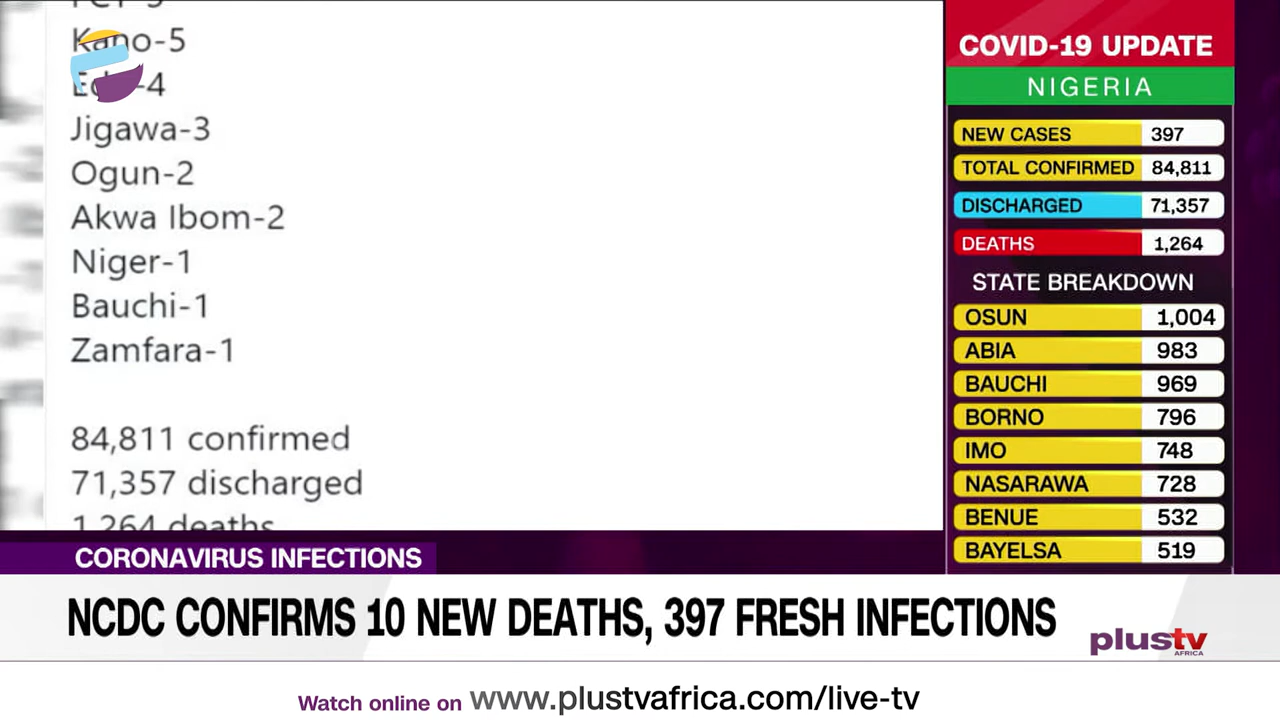 Kano-5
-4
Jigawa-3
Ogun-2
Akwa Ibom-2
Niger-1
Bauchi-1
Zamfara-1
84,811 confirmed
71,357 discharged
1,264 deaths
COVID-19 UPDATE
NIGERIA
NEW CASES 397
TOTAL CONFIRMED 84,811
DISCHARGED 71,357
DEATHS 1,264
STATE BREAKDOWN
OSUN 1,004
ABIA 983
BAUCHI 969
BORNO 796
IMO 748
NASARAWA 728
BENUE 532
BAYELSA 519
CORONAVIRUS INFECTIONS
NCDC CONFIRMS 10 NEW DEATHS, 397 FRESH INFECTIONS
plustv
AFRICA
Watch online on www.plustvafrica.com/live-tv